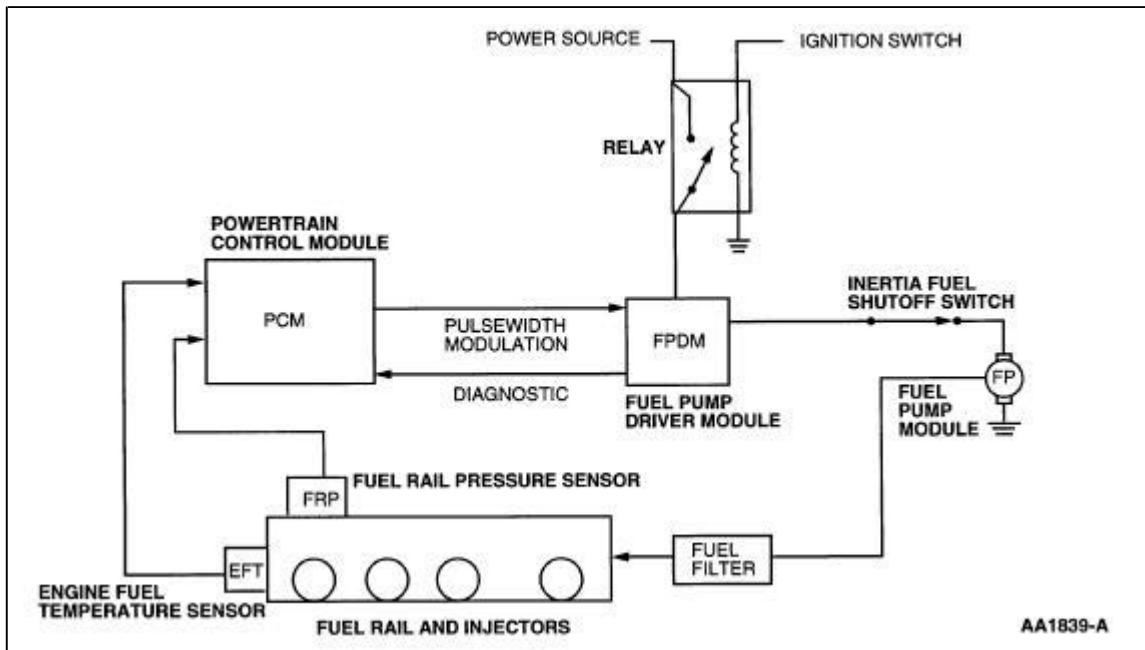 POWER SOURCE
IGNITION SWITCH
RELAY
POWERTRAIN
CONTROL MODULE
PCM
PULSEWIDTH
MODULATION
DIAGNOSTIC
FPDM
FUEL PUMP
DRIVER MODULE
INERTIA FUEL
SHUTOFF SWITCH
FP
FUEL
PUMP
MODULE
FUEL RAIL PRESSURE SENSOR
FRP
EFT
ENGINE FUEL
TEMPERATURE SENSOR
FUEL RAIL AND INJECTORS
FUEL
FILTER
AA1839-A